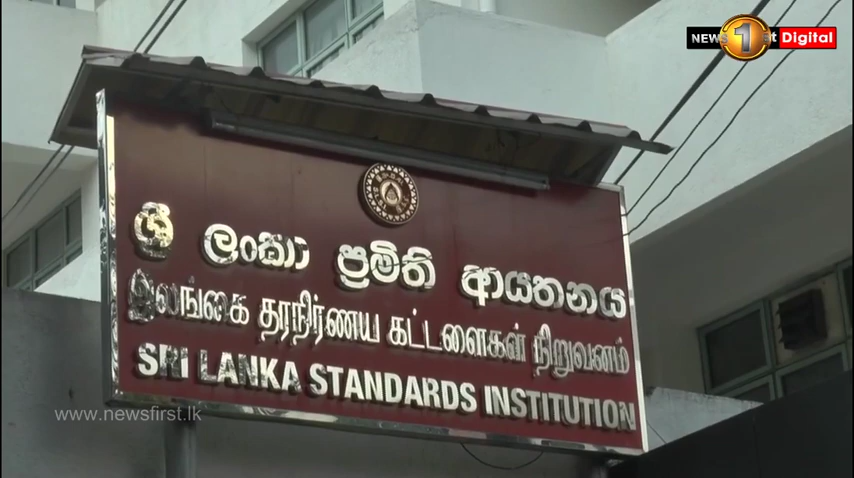 NEWS 1st Digital
ශ්‍රී ලංකා ප්‍රමිති ආයතනය
இலங்கை தரநிர்ணய கட்டளைகள் நிறுவனம்
SRI LANKA STANDARDS INSTITUTION
www.newsfirst.lk